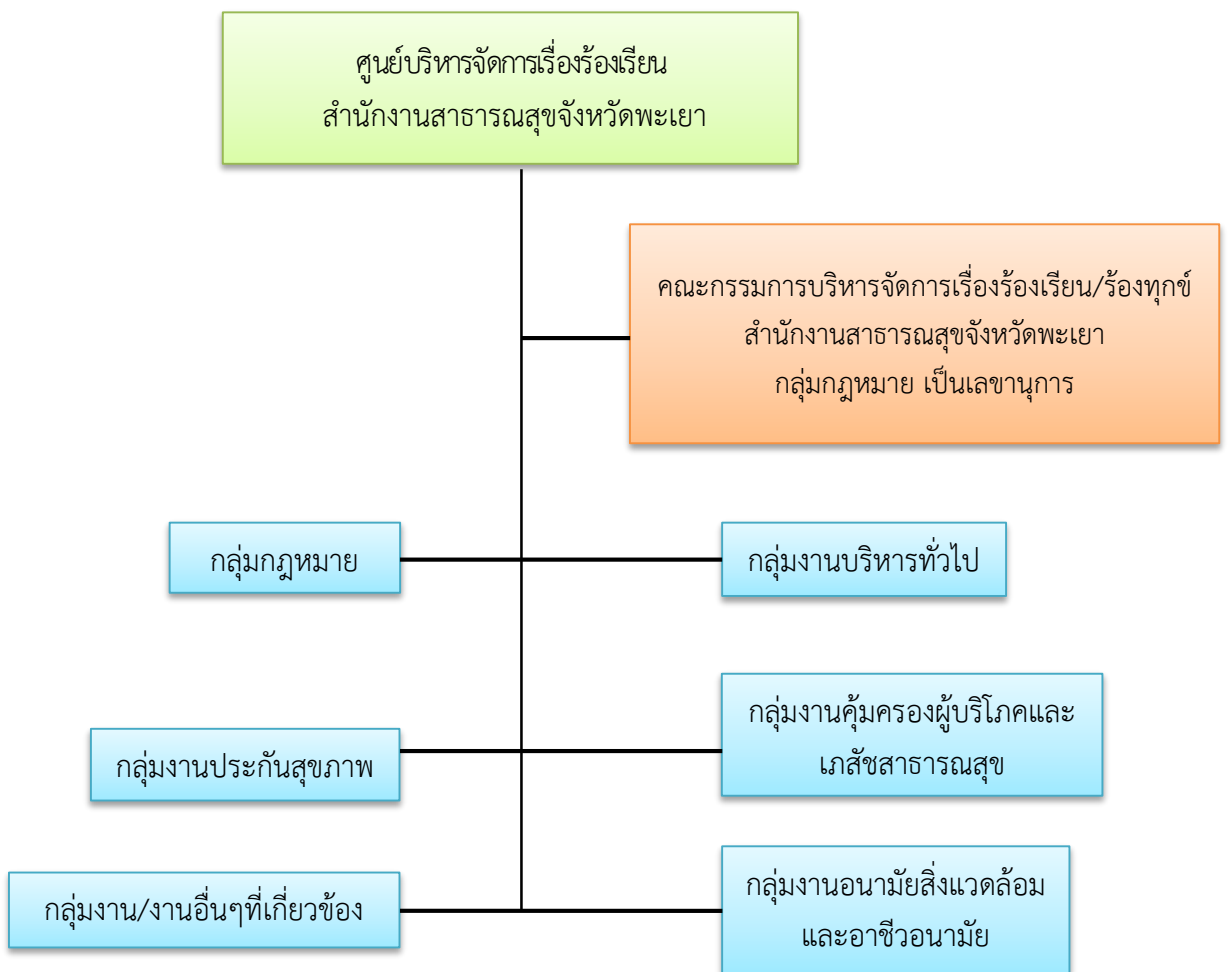 ศูนย์บริหารจัดการเรื่องร้องเรียน
สำนักงานสาธารณสุขจังหวัดพะเยา
คณะกรรมการบริหารจัดการเรื่องร้องเรียน/ร้องทุกข์
สำนักงานสาธารณสุขจังหวัดพะเยา
กลุ่มกฎหมาย เป็นเลขานุการ
กลุ่มกฎหมาย
กลุ่มงานบริหารทั่วไป
กลุ่มงานประกันสุขภาพ
กลุ่มงานคุ้มครองผู้บริโภคและ
เภสัชสาธารณสุข
กลุ่มงาน/งานอื่นๆที่เกี่ยวข้อง
กลุ่มงานอนามัยสิ่งแวดล้อม
และอาชีวอนามัย